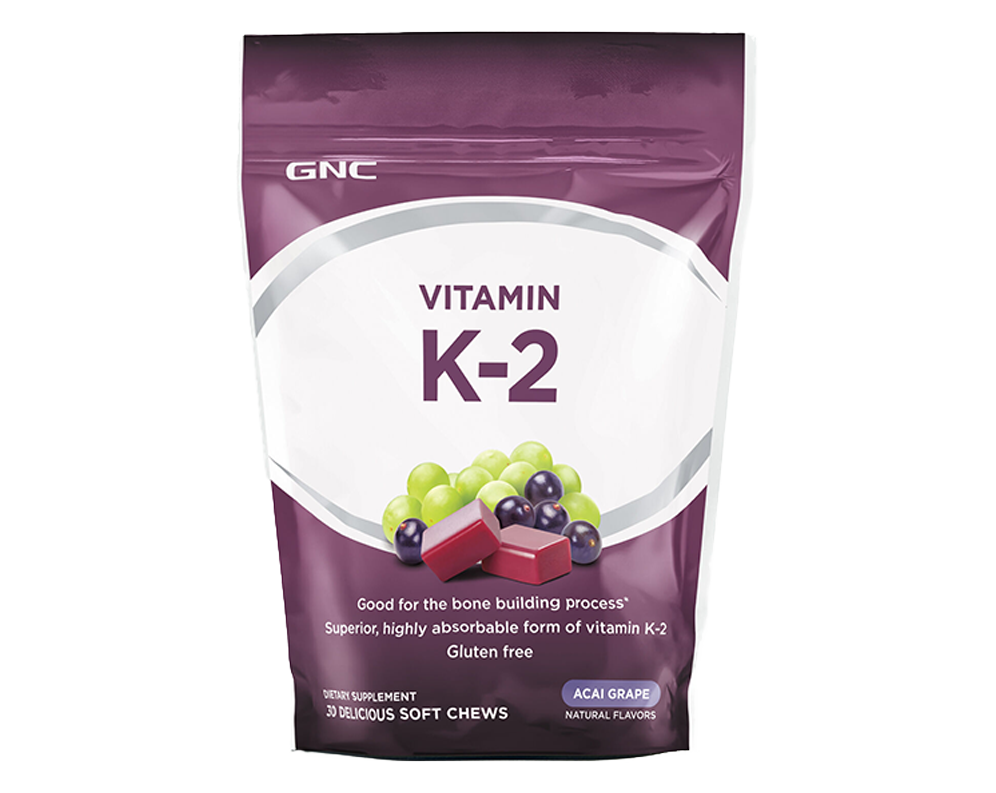 GNC
VITAMIN
K-2
Good for the bone building process*
Superior, highly absorbable form of vitamin K-2
Gluten free
DIETARY SUPPLEMENT
30 DELICIOUS SOFT CHEWS
ACAI GRAPE
NATURAL FLAVORS